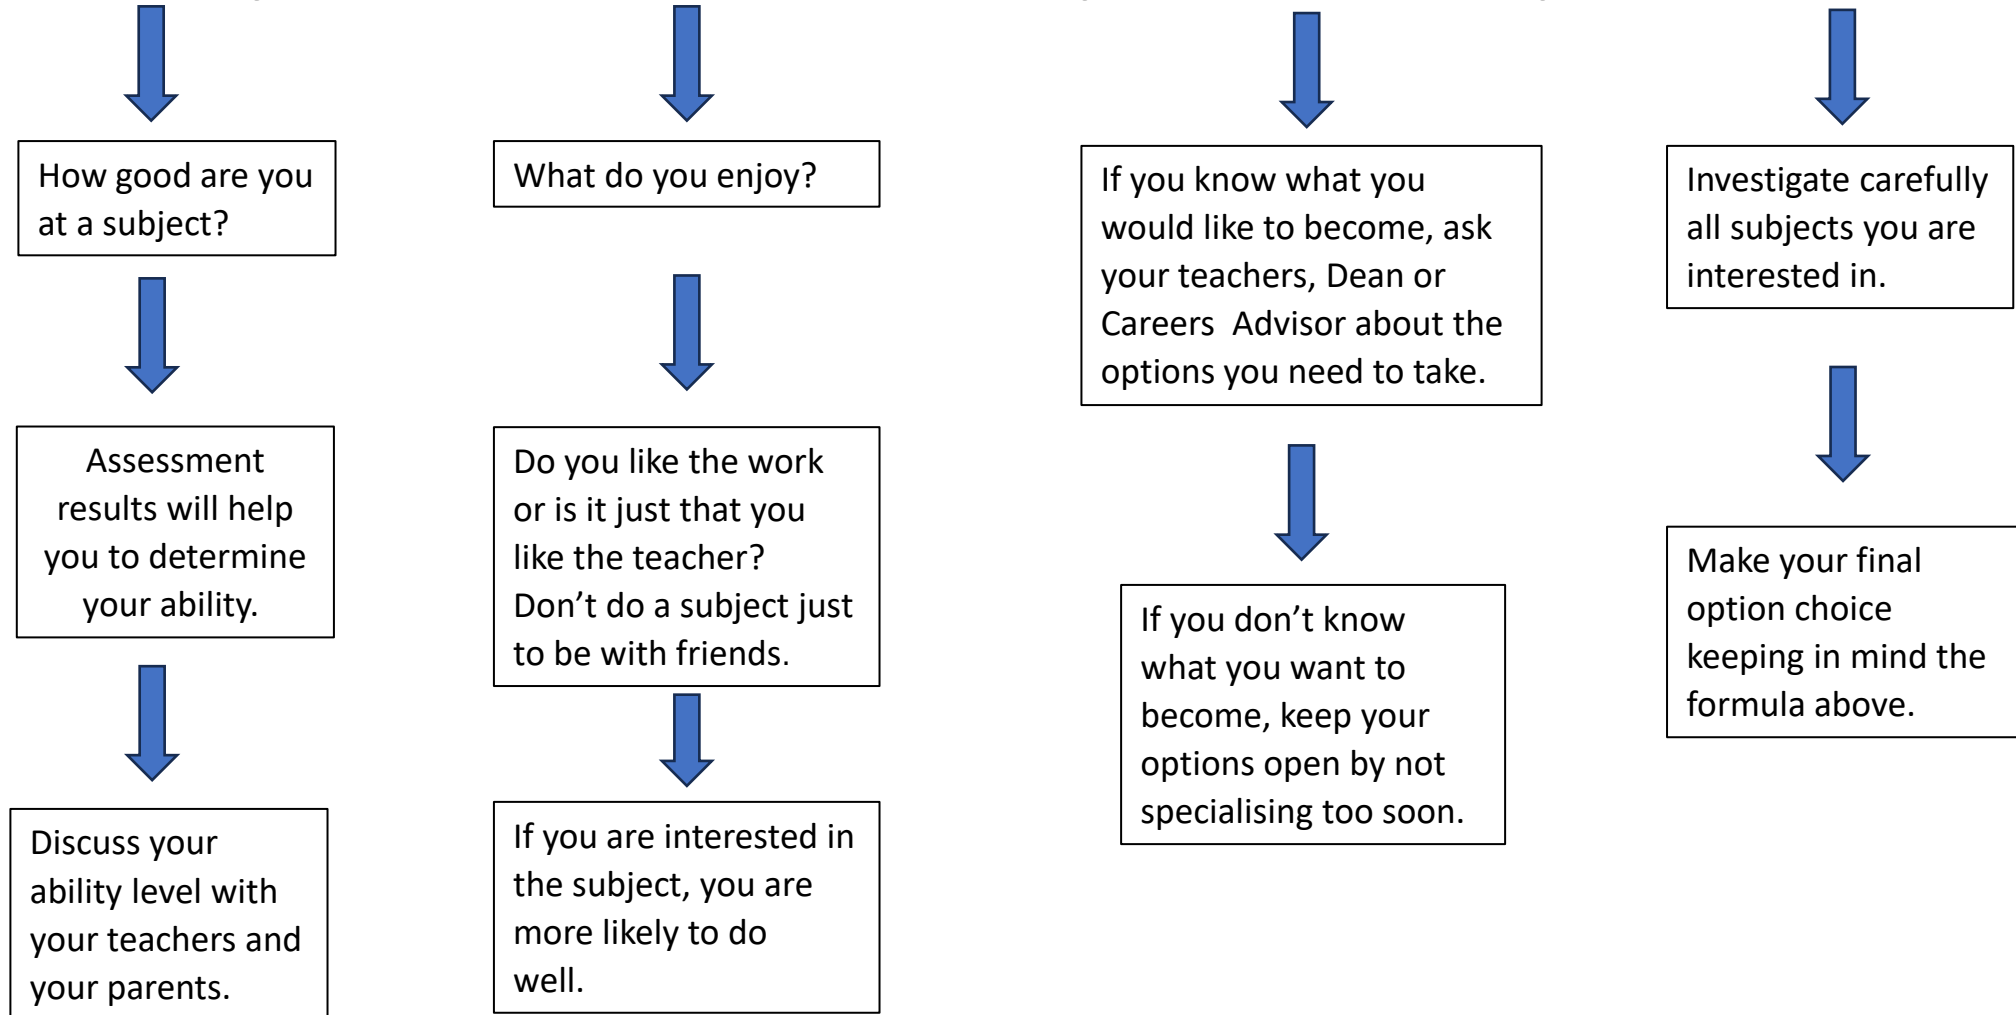 How good are you
at a subject?
Assessment
results will help
you to determine
your ability.
Discuss your
ability level with
your teachers and
your parents.
What do you enjoy?
Do you like the work
or is it just that you
like the teacher?
Don’t do a subject just
to be with friends.
If you are interested in
the subject, you are
more likely to do
well.
If you know what you
would like to become, ask
your teachers, Dean or
Careers  Advisor about the
options you need to take.
If you don’t know
what you want to
become, keep your
options open by not
specialising too soon.
Investigate carefully
all subjects you are
interested in.
Make your final
option choice
keeping in mind the
formula above.